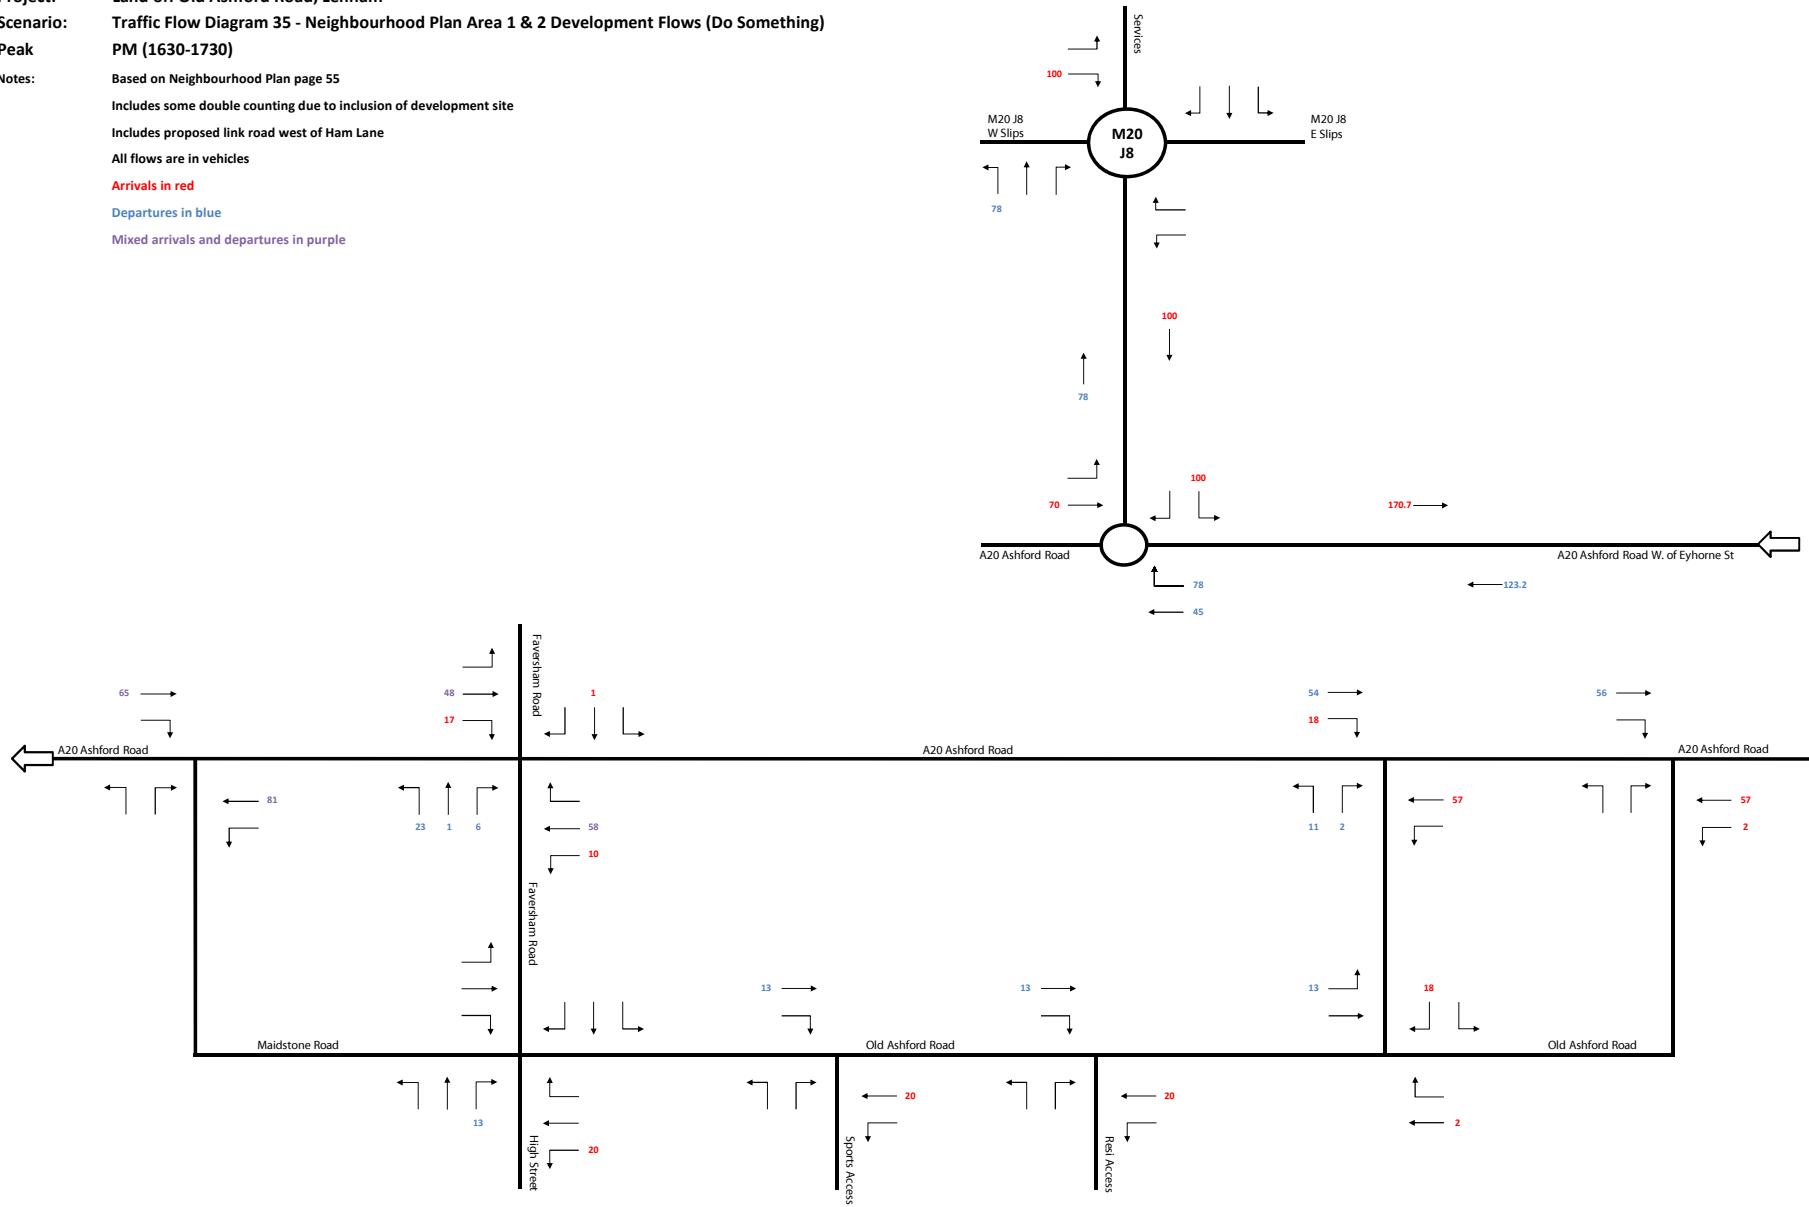 Project: Land off Old Ashford Road, Lenham
Scenario: Traffic Flow Diagram 35 - Neighbourhood Plan Area 1 & 2 Development Flows (Do Something)
Peak PM (1630-1730)
Notes: Based on Neighbourhood Plan page 55
Includes some double counting due to inclusion of development site
Includes proposed link road west of Ham Lane
All flows are in vehicles
Arrivals in red
Departures in blue
Mixed arrivals and departures in purple
Services
100
M20 J8
W Slips
M20
J8
M20 J8
E Slips
78
100
78
100
70
170.7
A20 Ashford Road
A20 Ashford Road W. of Eyhorne St
78
123.2
45
Faversham Road
65
48
1
54
56
17
18
A20 Ashford Road
A20 Ashford Road
A20 Ashford Road
81
57
57
23
1
6
58
11
2
2
10
Faversham Road
13
13
13
18
Maidstone Road
Old Ashford Road
Old Ashford Road
20
20
13
2
20
High Street
Sports Access
Resi Access